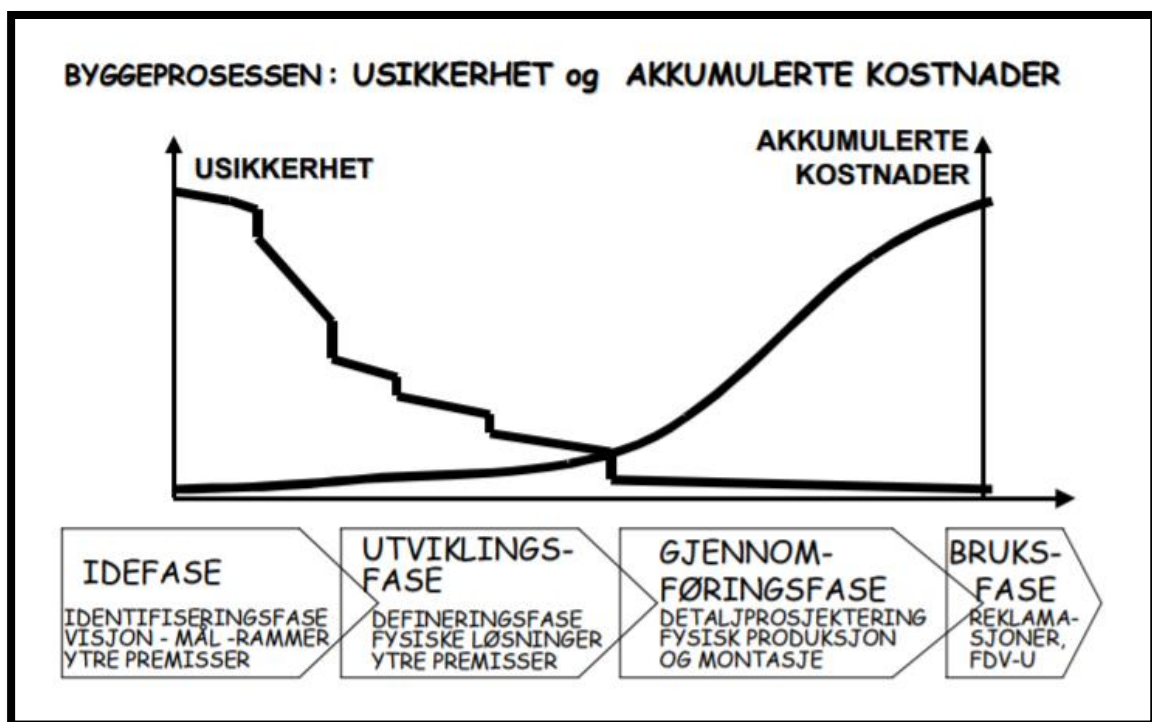 BYGGEPROSESSEN: USIKKERHET og AKKUMULERTE KOSTNADER
USIKKERHET
AKKUMULERTE
KOSTNADER
IDEFASE
IDENTIFISERINGSFASE
VISJON - MÅL -RAMMER
YTRE PREMISSER
UTVIKLINGS-
FASE
DEFINERINGSFASE
FYSISKE LØSNINGER
YTRE PREMISSER
GJENNOM-
FØRINGSFASE
DETALJPROSJEKTERING
FYSISK PRODUKSJON
OG MONTASJE
BRUKS-
FASE
REKLAMA-
SJONER,
FDV-U